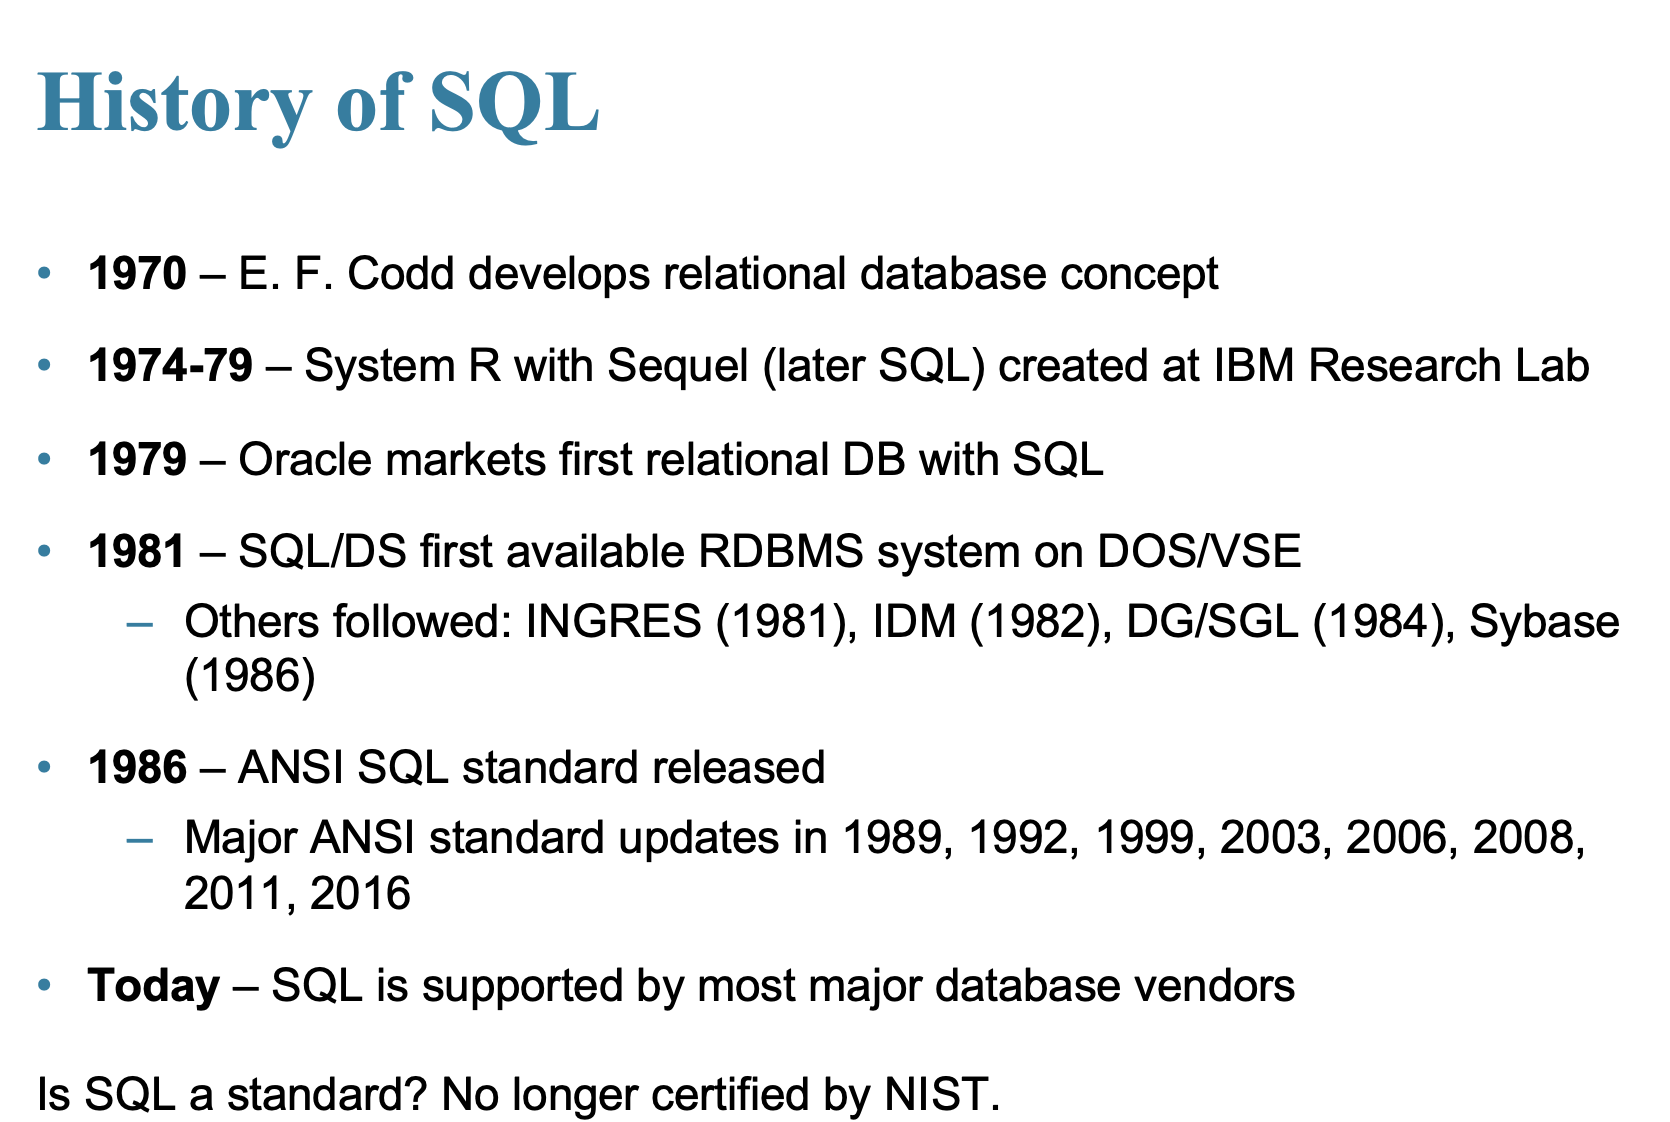 History of SQL
• 1970 – E. F. Codd develops relational database concept
• 1974-79 – System R with Sequel (later SQL) created at IBM Research Lab
• 1979 – Oracle markets first relational DB with SQL
• 1981 – SQL/DS first available RDBMS system on DOS/VSE
– Others followed: INGRES (1981), IDM (1982), DG/SGL (1984), Sybase
(1986)
• 1986 – ANSI SQL standard released
– Major ANSI standard updates in 1989, 1992, 1999, 2003, 2006, 2008,
2011, 2016
• Today – SQL is supported by most major database vendors
Is SQL a standard? No longer certified by NIST.